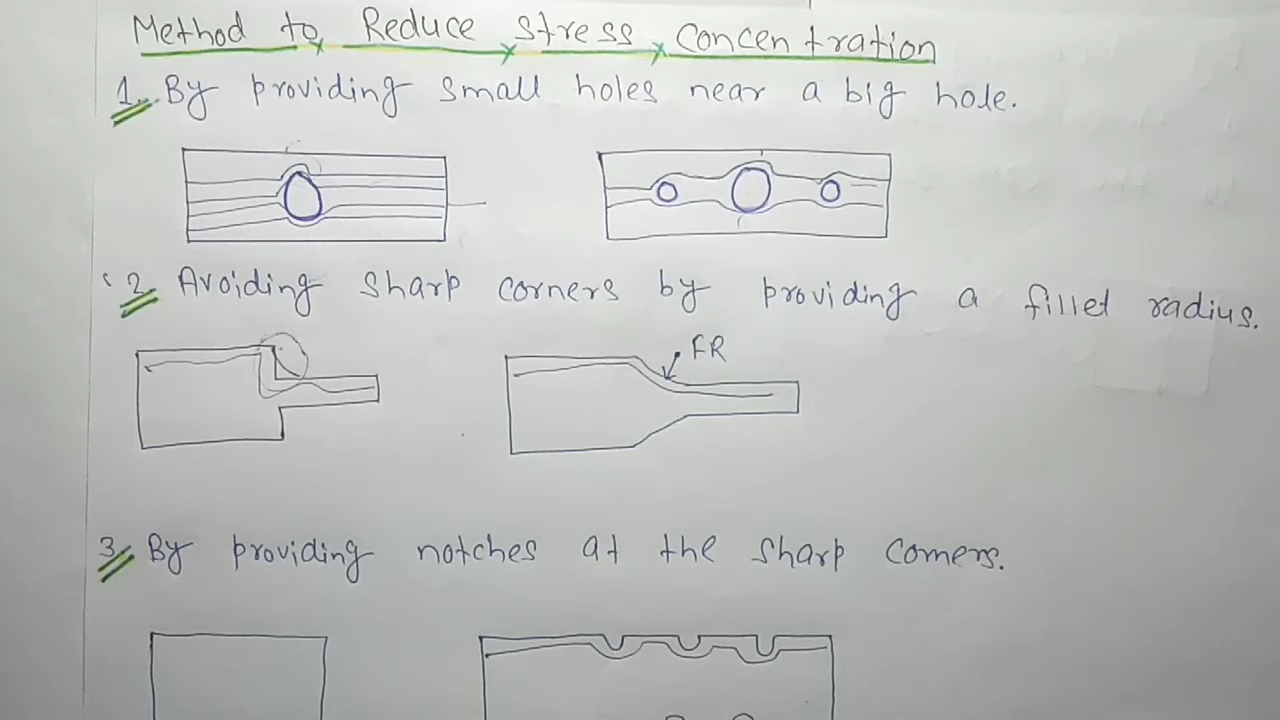 Method to Reduce stress concentration
1. By providing small holes near a big hole.
2 Avoiding sharp corners by providing a fillet radius.
FR
3 By providing notches at the sharp corners.